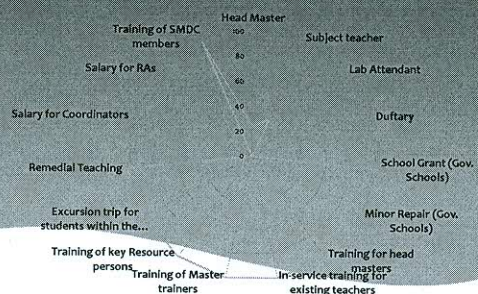 Head Master
Training of SMDC
members
100
Subject teacher
80
Salary for RAs
Lab Attendant
60
40
Salary for Coordinators
Duftary
20
0
Remedial Teaching
School Grant (Gov.
Schools)
Excursion trip for
students within the...
Minor Repair (Gov.
Schools)
Training of key Resource
persons
Training for head
masters
Training of Master
trainers
In-service training for
existing teachers